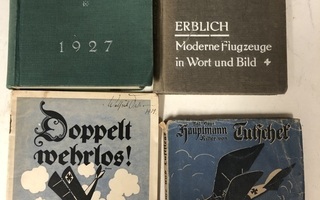 1927
ERBLICH
Moderne Flugzeuge
in Wort und Bild
Doppelt
wehrlos!
Hauptmann
Tutschek